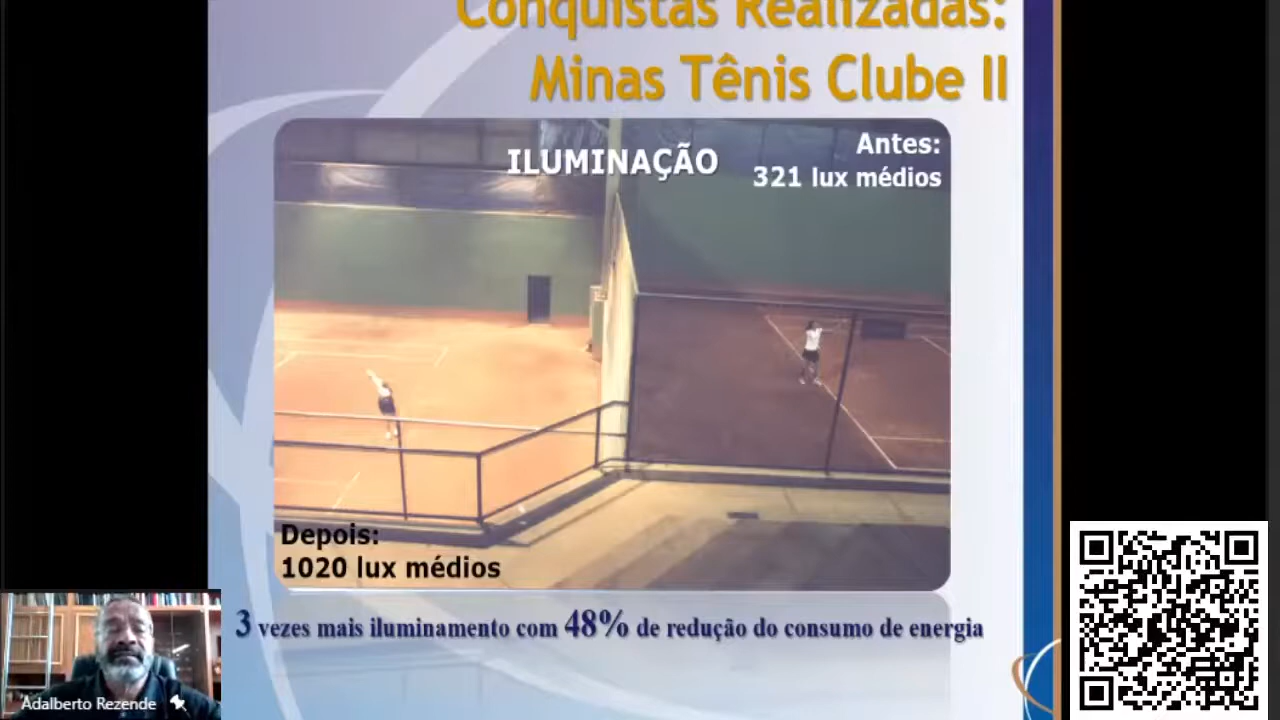 Conquistas Realizadas:
Minas Tênis Clube II
ILUMINAÇÃO
Antes:
321 lux médios
Depois:
1020 lux médios
3 vezes mais iluminamento com 48% de redução do consumo de energia
Adalberto Rezende